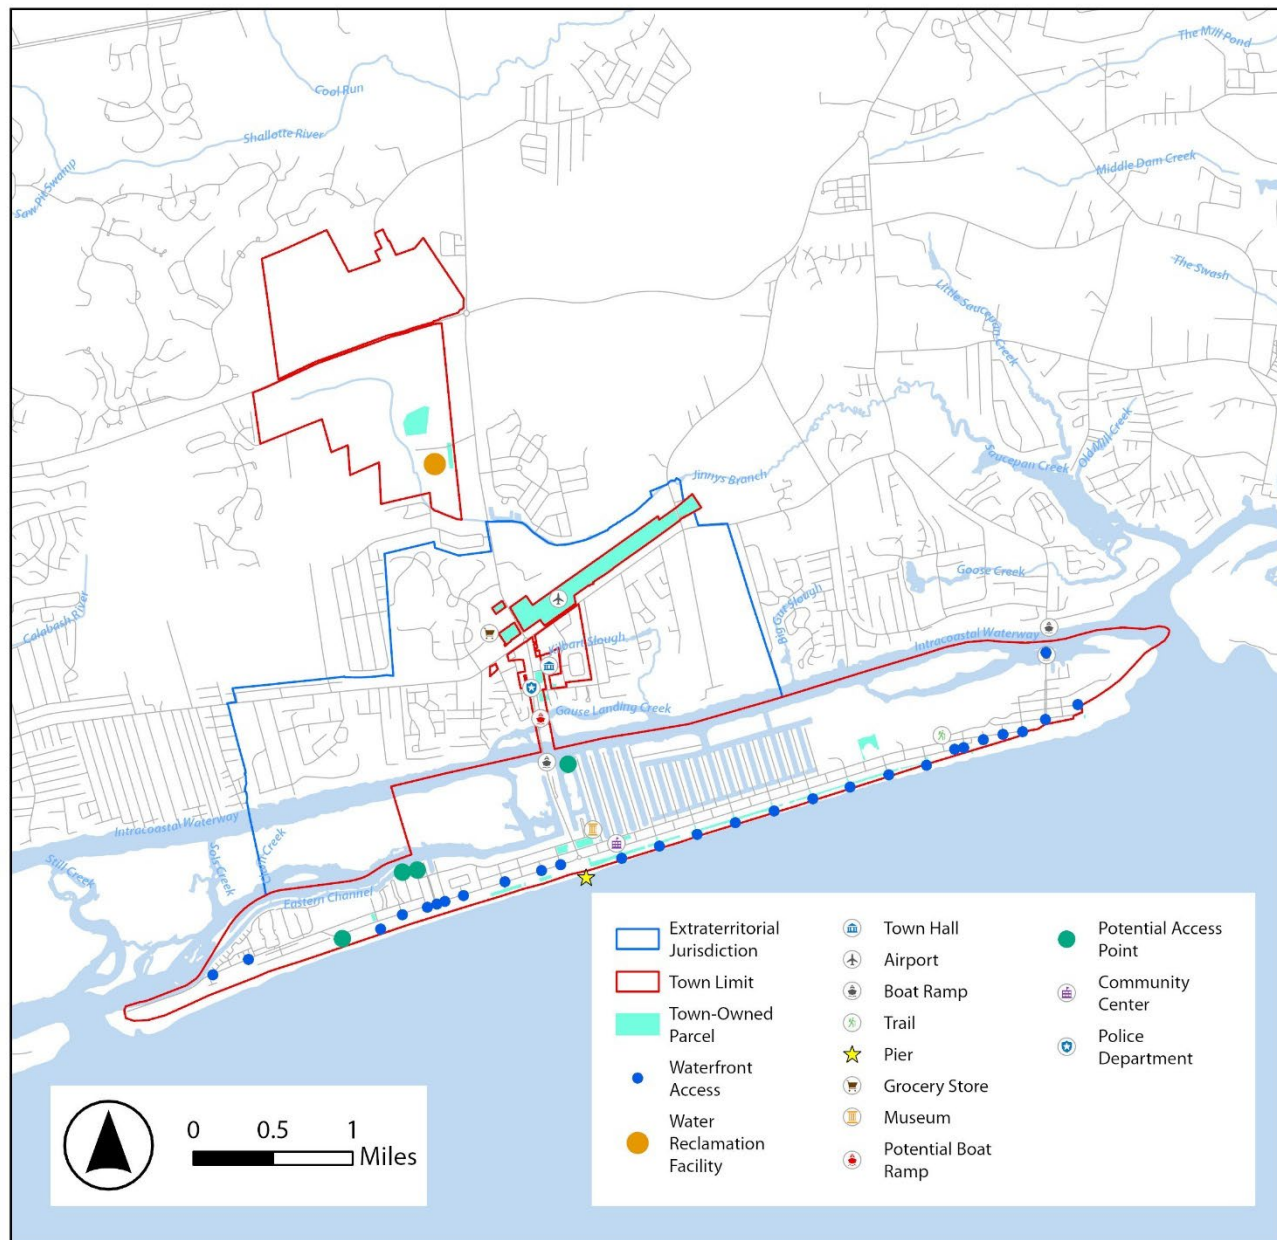 The Mill Pond
Cool Run
Shallotte River
Middle Dam Creek
Saw Pit Swamp
The Swash
Little Saucepan Creek
Old Mill Creek
Saucepan Creek
Jinnys Branch
Goose Creek
Calabash River
Big Gut Slough
Kilbart Slough
Intracoastal Waterway
Gause Landing Creek
Intracoastal Waterway
Still Creek
Sols Creek
Eastern Channel
Extraterritorial
Jurisdiction
Town Limit
Town-Owned
Parcel
Waterfront
Access
Water
Reclamation
Facility
Town Hall
Airport
Boat Ramp
Trail
Pier
Grocery Store
Museum
Potential Boat
Ramp
Potential Access
Point
Community
Center
Police
Department
0 0.5 1
Miles